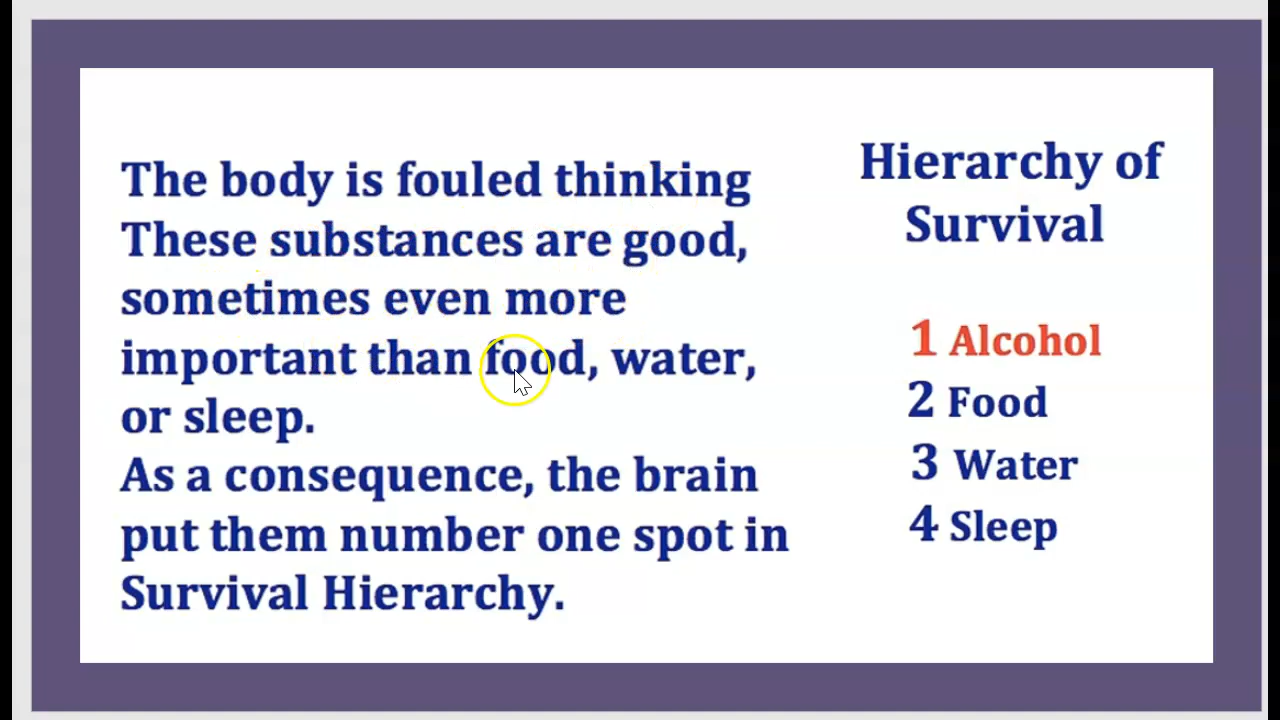 The body is fouled thinking
These substances are good,
sometimes even more
important than food, water,
or sleep.
As a consequence, the brain
put them number one spot in
Survival Hierarchy.
Hierarchy of
Survival
1 Alcohol
2 Food
3 Water
4 Sleep